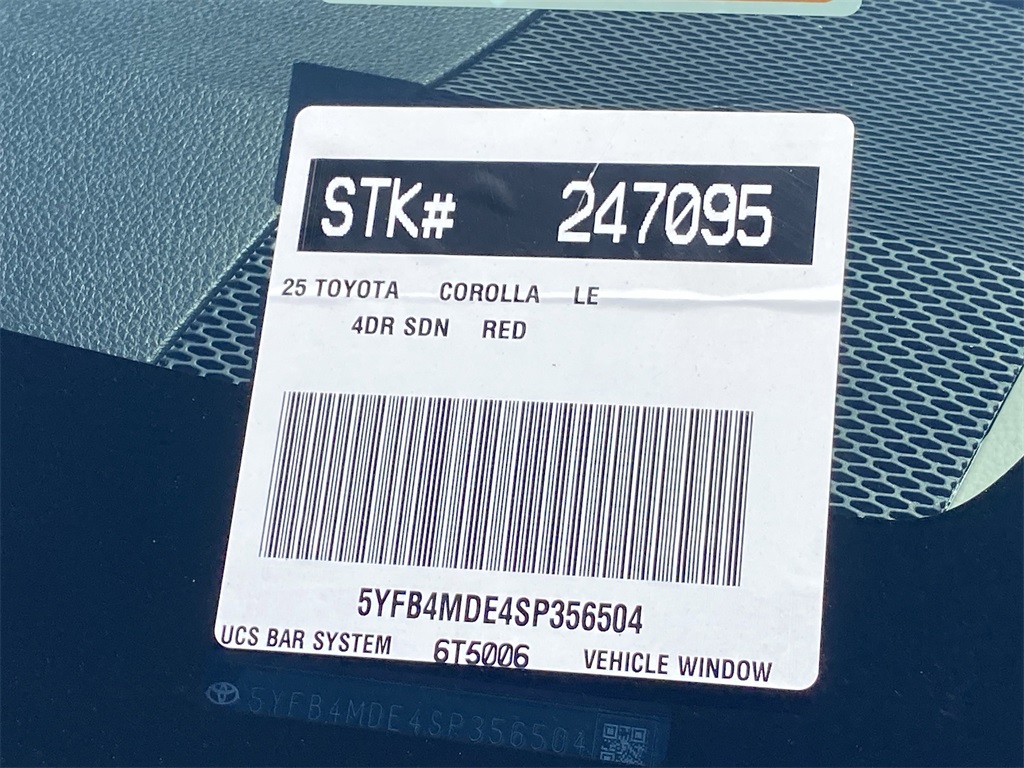 STK# 247095
25 TOYOTA COROLLA LE
4DR SDN RED
5YFB4MDE4SP356504
UCS BAR SYSTEM 6T5006 VEHICLE WINDOW
5YFB4MDE4SP356504